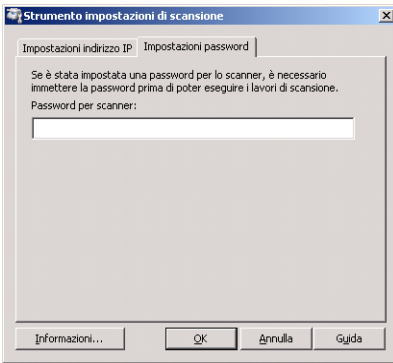 Strumento impostazioni di scansione
Impostazioni indirizzo IP Impostazioni password
Se è stata impostata una password per lo scanner, è necessario
immettere la password prima di poter eseguire i lavori di scansione.
Password per scanner:
Informazioni... OK Annulla Guida